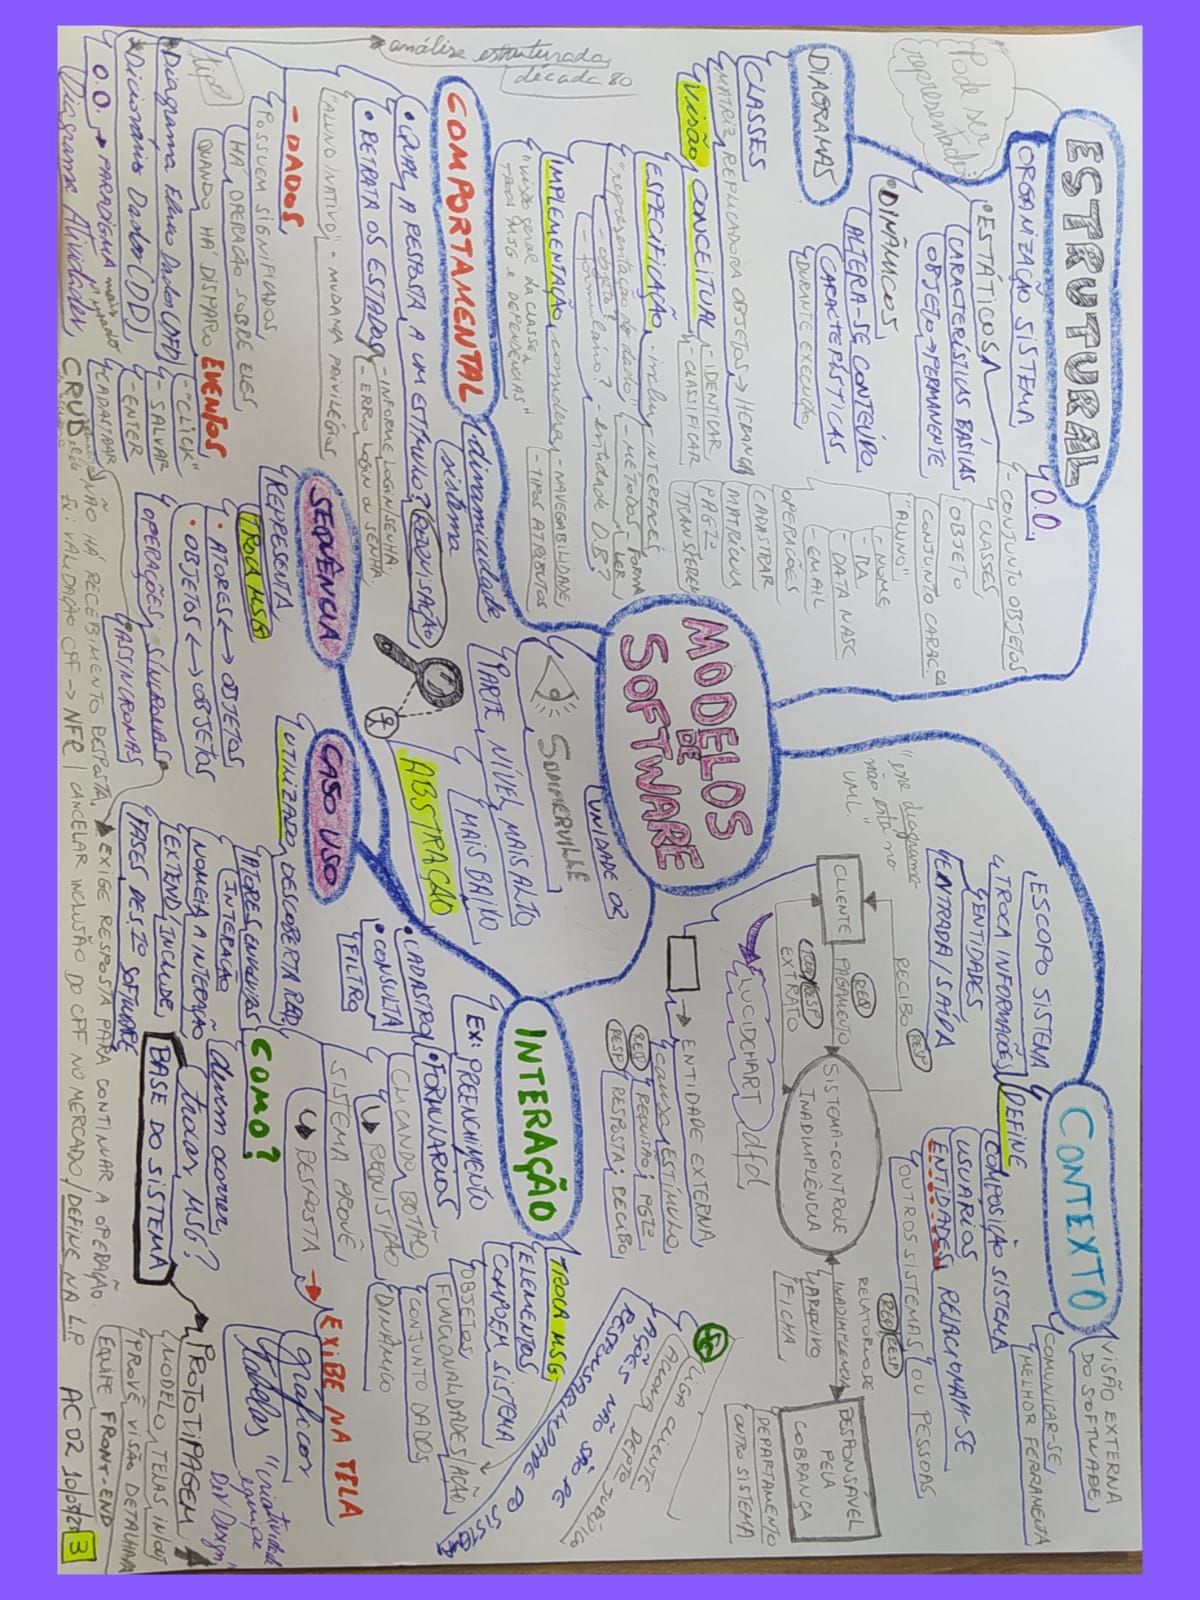 MODELOS
DE
SOFTWARE
UNIDADE 02
SOMMERVILLE
PARTE NÍVEL MAIS ALTO
MAIS BAIXO
ABSTRAÇÃO
ESTRUTURAL
ORGANIZAÇÃO SISTEMA
• ESTÁTICOS
CARACTERÍSTICAS BÁSICAS
OBJETO → PERMANENTE
• DINÂMICOS
ALTERA-SE CONTEÚDO
CARACTERÍSTICAS
DURANTE EXECUÇÃO
O.O.
- CONJUNTO OBJETOS
CLASSES
OBJETO
CONJUNTO CARAC.
"ALUNO"
- NOME
- RA
- DATA NASC
- EMAIL
OPERAÇÕES
CADASTRAR
MATRÍCULA
PAGTO
TRANSFERE
"Pode ser
representado:
DIAGRAMAS
CLASSES
MATRIZ REPLICADORA OBJETOS → HERANÇA
VISÃO CONCEITUAL - IDENTICAR
- CLASSIFICAR
ESPECIFICAÇÃO - inclui - INTERFACES
- MÉTODOS - FORMA
LER
"representação do dado"
- objeto?
- formulário? - entidade D.B?
IMPLEMENTAÇÃO considera - NAVEGABILIDADE
- TIPOS ATRIBUTOS
"visão geral da classe
TROCA MSG e DEPENDÊNCIAS"
CONTEXTO
VISÃO EXTERNA
DO SOFTWARE
COMUNICAR-SE
MELHOR FERRAMENTA
ESCOPO SISTEMA
TROCA INFORMAÇÕES
ENTIDADES
ENTRADA/SAÍDA
DEFINE
COMPOSIÇÃO SISTEMA
USUÁRIOS
ENTIDADES RELACIONAM-SE
OUTROS SISTEMAS OU PESSOAS
"esse diagrama
não está no
UML"
RECIBO RESP
CLIENTE
REQ
PAGAMENTO
RESP
EXTRATO
SISTEMA-CONTROLE
INADIMPLÊNCIA
REQ RESP
RELATÓRIO DE
INADIMPLENCIA
ARQUIVO
FICHA
RESPONSÁVEL
PELA
COBRANÇA
DEPARTAMENTO
OUTRO SISTEMA
LUCIDCHART dfd
→ ENTIDADE EXTERNA
causa ESTÍMULO
REQ REQUISÃO: PGTO
RESP RESPOSTA: RECIBO
LIGA CLIENTE
ACIONA DEPTO JURÍDICO
AÇÕES NÃO SÃO DE
RESPONSABILIDADE DO SISTEMA
INTERAÇÃO
TROCA MSG
ELEMENTOS
COMPOEM SISTEMA
OBJETOS
FUNCIONALIDADES/AÇÃO
CONJUNTO DADOS
DINÂMICO
EX: PREENCHIMENTO
• FORMULÁRIOS
CLICANDO BOTÃO
REQUISIÇÃO
SISTEMA PROVÊ
RESPOSTA → EXIBE NA TELA
gráficos
tabelas
"criatividade
equipe
Dev Design"
• CADASTRO
• CONSULTA
FILTRO
COMO?
devem ocorrer
trocas MSG?
BASE DO SISTEMA
PROTOTIPAGEM
MODELO TELAS IN/OUT
PROVÊ VISÃO DETALHADA
EQUIPE FRONT-END
COMPORTAMENTAL
dinamicidade
sistema
• QUAL A RESPOSTA A UM ESTÍMULO? REQUISAÇÃO
• RETRATA OS ESTADOS - INFORME LOGIN/SENHA
- ERRO LOGIN OU SENHA
"ALUNO INATIVO" - MUDANÇA PRIVILÉGIOS
- DADOS
POSSUEM SIGNIFICADOS
HÁ OPERAÇÃO SOBRE ELES
QUANDO HÁ DISPARO EVENTOS
- "CLICK"
- SALVAR
- ENTER
CADASTRAR
CRUD
tipos
Diagrama Fluxo Dados (DFD)
Dicionário Dados (DD)
O.O. → PARADIGMA mais usado
Diagrama Atividades
análise estruturada
década 80
SEQUÊNCIA
REPRESENTA
TROCA MSG
• ATORES ↔ OBJETOS
• OBJETOS ↔ OBJETOS
OPERAÇÕES: SÍNCRONAS
ASSÍNCRONAS
CASO USO
UTILIZADO DESCOBERTA REQ.
ATORES ENVOLVIDOS
INTERAÇÃO
NOMEIA A INTERAÇÃO
EXTEND INCLUDE
FASES DES.TO SOFTWARE
NÃO HÁ RECEBIMENTO RESPOSTA. EXIGE RESPOSTA PARA CONTINUAR A OPERAÇÃO.
EX: VALIDAÇÃO CPF → NFe / CANCELAR INCLUSÃO DO CPF NO MERCADO / DEFINE NA L.P.
AC 02 10/03/23 3